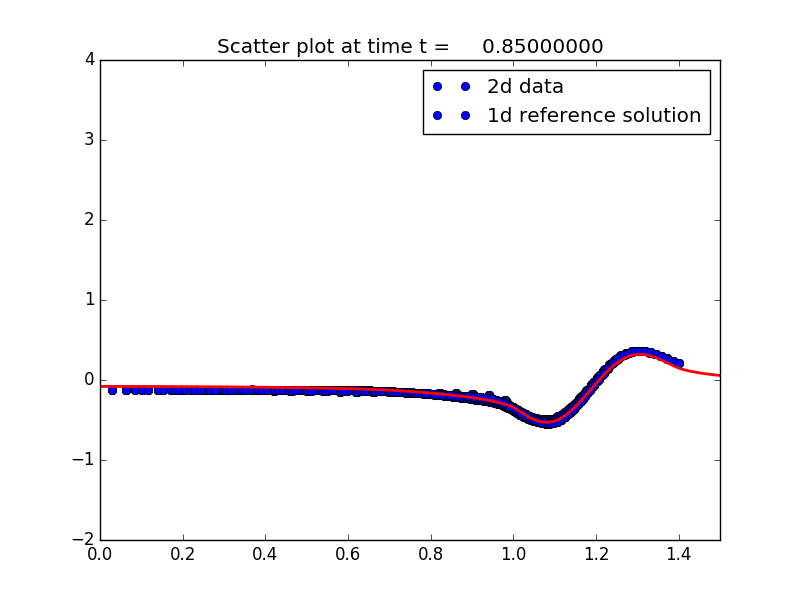 Scatter plot at time t = 0.85000000
4
2d data
1d reference solution
3
2
1
0
−1
−2
0.0 0.2 0.4 0.6 0.8 1.0 1.2 1.4